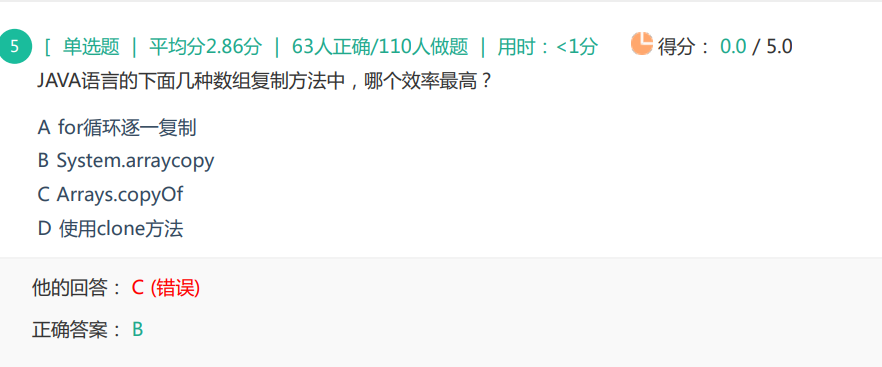 5 [ 单选题 | 平均分2.86分 | 63人正确/110人做题 | 用时：<1分 得分： 0.0 / 5.0
JAVA语言的下面几种数组复制方法中，哪个效率最高？
A for循环逐一复制
B System.arraycopy
C Arrays.copyOf
D 使用clone方法
他的回答： C (错误)
正确答案： B